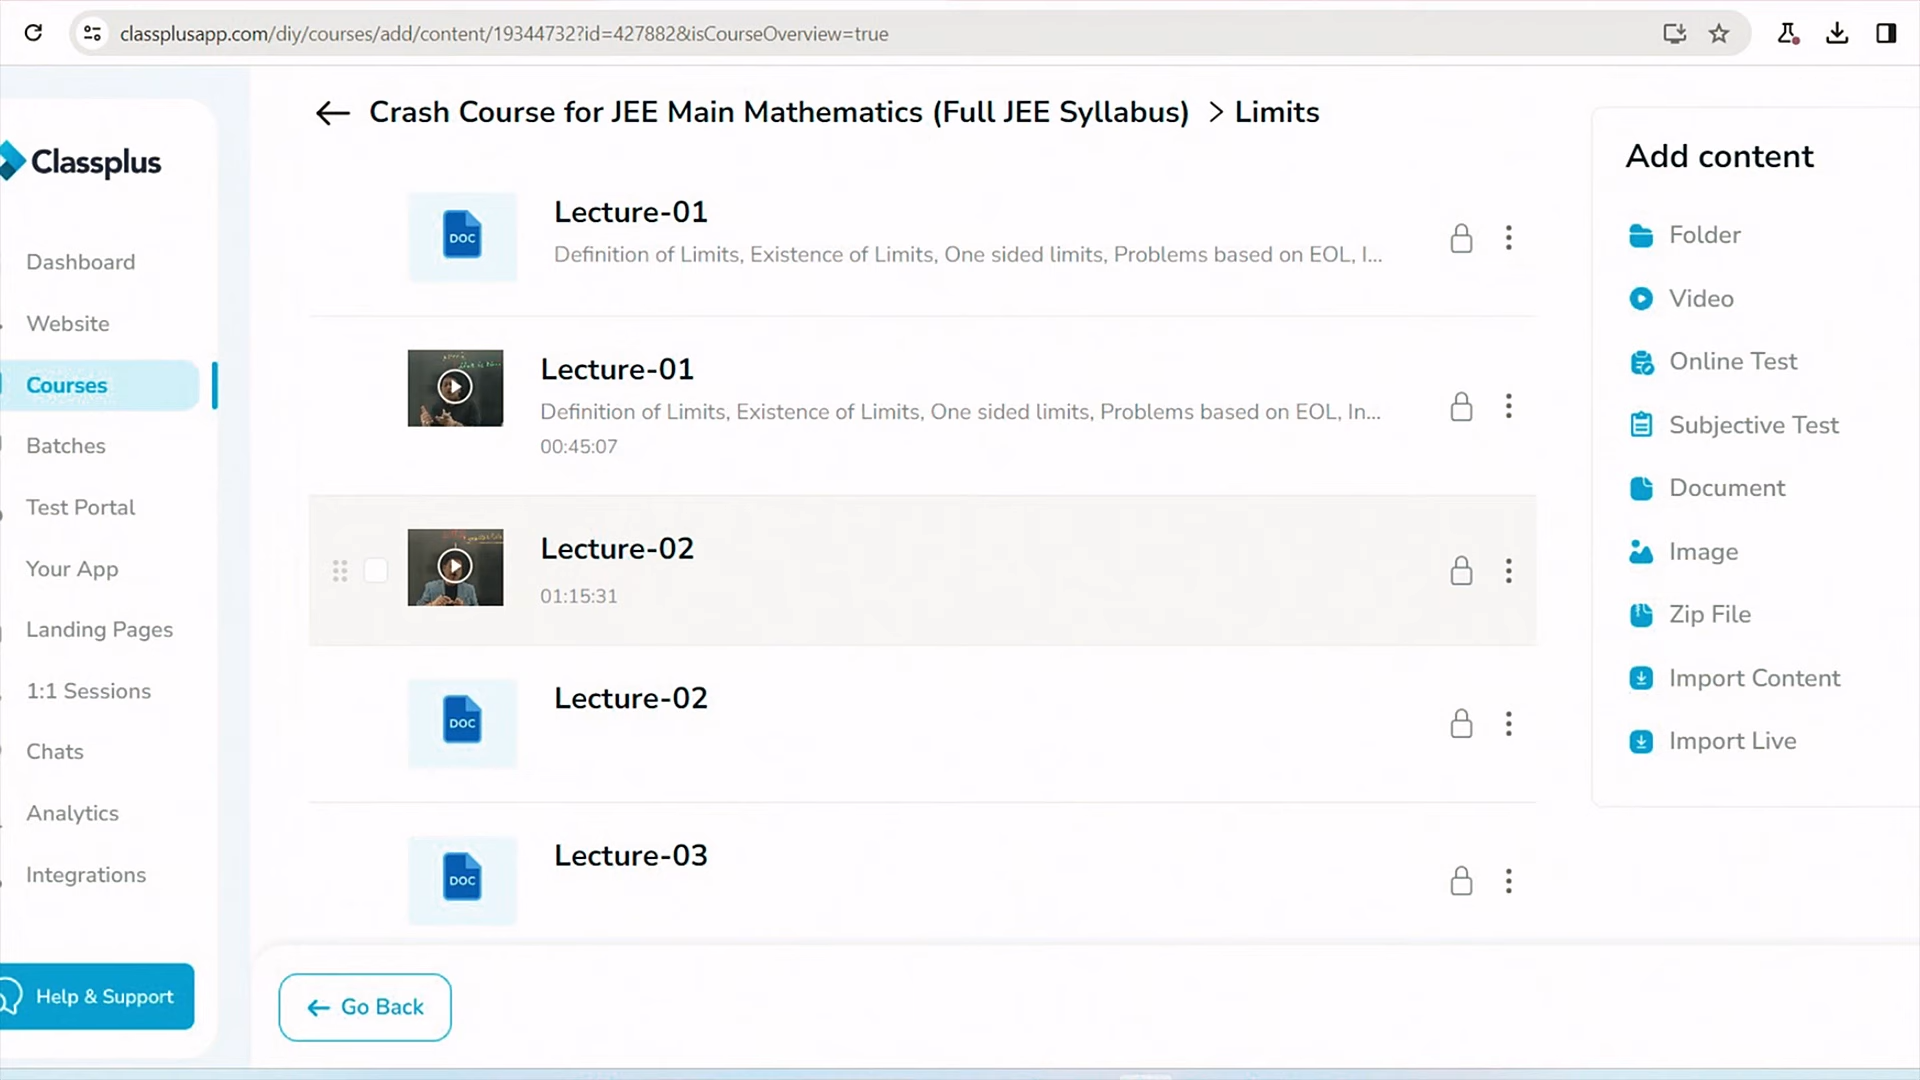 classplusapp.com/diy/courses/add/content/19344732?id=427882&isCourseOverview=true
Classplus
Dashboard
Website
Courses
Batches
Test Portal
Your App
Landing Pages
1:1 Sessions
Chats
Analytics
Integrations
Help & Support
Crash Course for JEE Main Mathematics (Full JEE Syllabus) > Limits
DOC
Lecture-01
Definition of Limits, Existence of Limits, One sided limits, Problems based on EOL, I...
Lecture-01
Definition of Limits, Existence of Limits, One sided limits, Problems based on EOL, In...
00:45:07
Lecture-02
01:15:31
DOC
Lecture-02
DOC
Lecture-03
Go Back
Add content
Folder
Video
Online Test
Subjective Test
Document
Image
Zip File
Import Content
Import Live